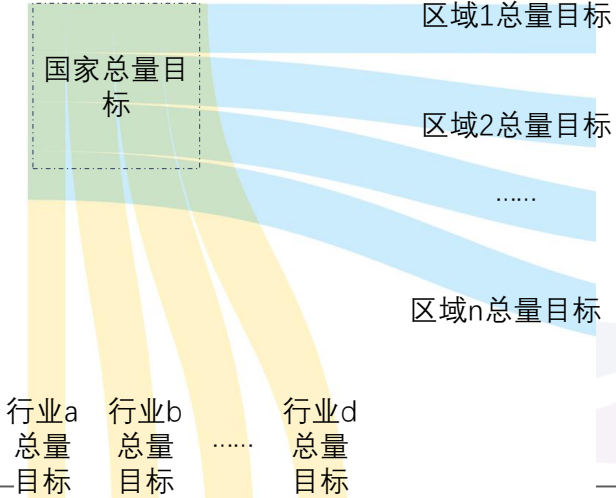 区域1总量目标
国家总量目
标
区域2总量目标
……
区域n总量目标
行业a
总量
目标
行业b
总量
目标
……
行业d
总量
目标